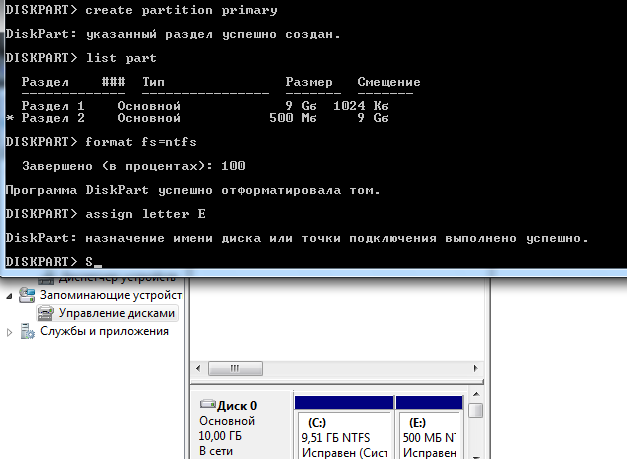 DISKPART> create partition primary
DiskPart: указанный раздел успешно создан.
DISKPART> list part
Раздел ### Тип Размер Смещение
------------- ---------------- ------- --------
Раздел 1 Основной 9 Gб 1024 Kб
* Раздел 2 Основной 500 Mб 9 Gб
DISKPART> format fs=ntfs
Завершено (в процентах): 100
Программа DiskPart успешно отформатировала том.
DISKPART> assign letter E
DiskPart: назначение имени диска или точки подключения выполнено успешно.
DISKPART> S_
Диспетчер устройств
Запоминающие устройст
Управление дисками
Службы и приложения
Диск 0
Основной
10,00 ГБ
В сети
(C:)
9,51 ГБ NTFS
Исправен (Сист
(E:)
500 МБ NT
Исправен